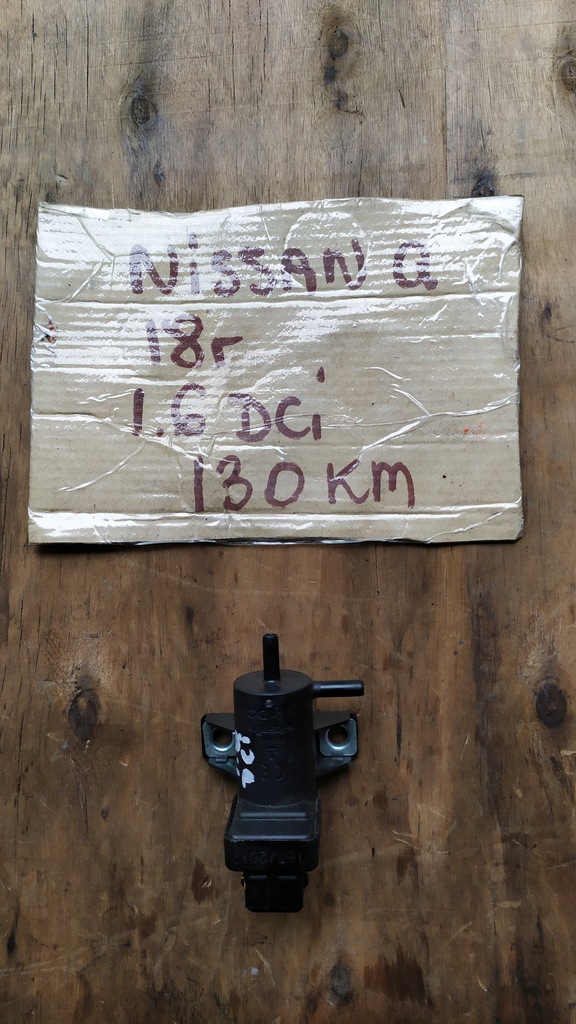 NISSAN Q
18r
1.6 DCi
130 KM